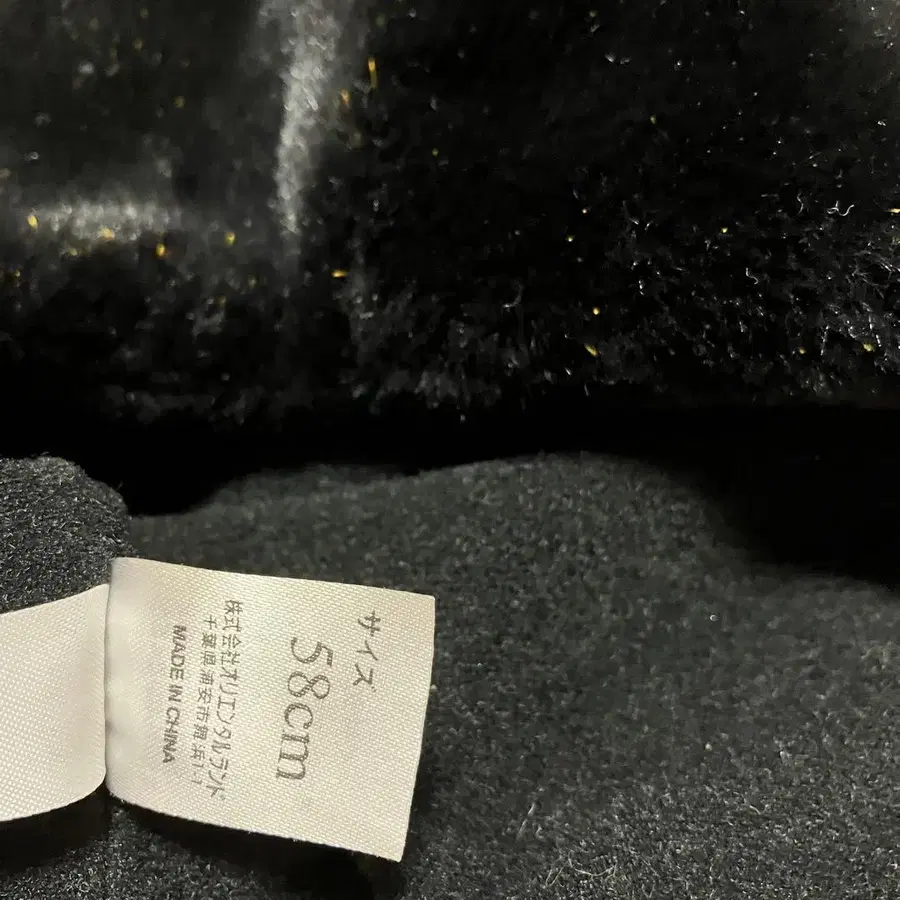 サイズ
58cm
株式会社オリエンタルランド
千葉県浦安市舞浜1-1
MADE IN CHINA